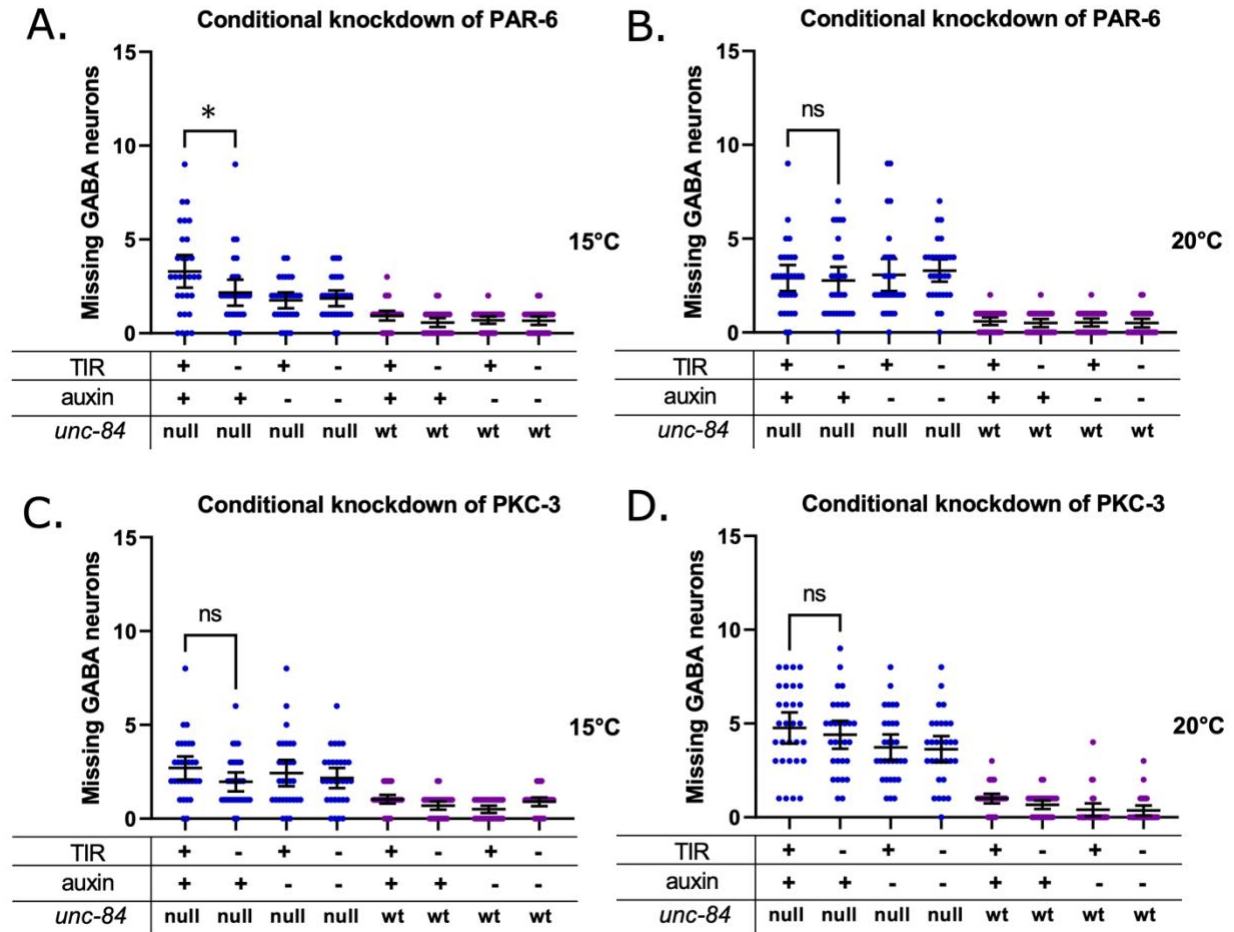 A.
Conditional knockdown of PAR-6
Missing GABA neurons
15
10
5
0
*
15°C
TIR + - + - + - + -
auxin + + - - + + - -
unc-84 null null null null wt wt wt wt
B.
Conditional knockdown of PAR-6
Missing GABA neurons
15
10
5
0
ns
20°C
TIR + - + - + - + -
auxin + + - - + + - -
unc-84 null null null null wt wt wt wt
C.
Conditional knockdown of PKC-3
Missing GABA neurons
15
10
5
0
ns
15°C
TIR + - + - + - + -
auxin + + - - + + - -
unc-84 null null null null wt wt wt wt
D.
Conditional knockdown of PKC-3
Missing GABA neurons
15
10
5
0
ns
20°C
TIR + - + - + - + -
auxin + + - - + + - -
unc-84 null null null null wt wt wt wt